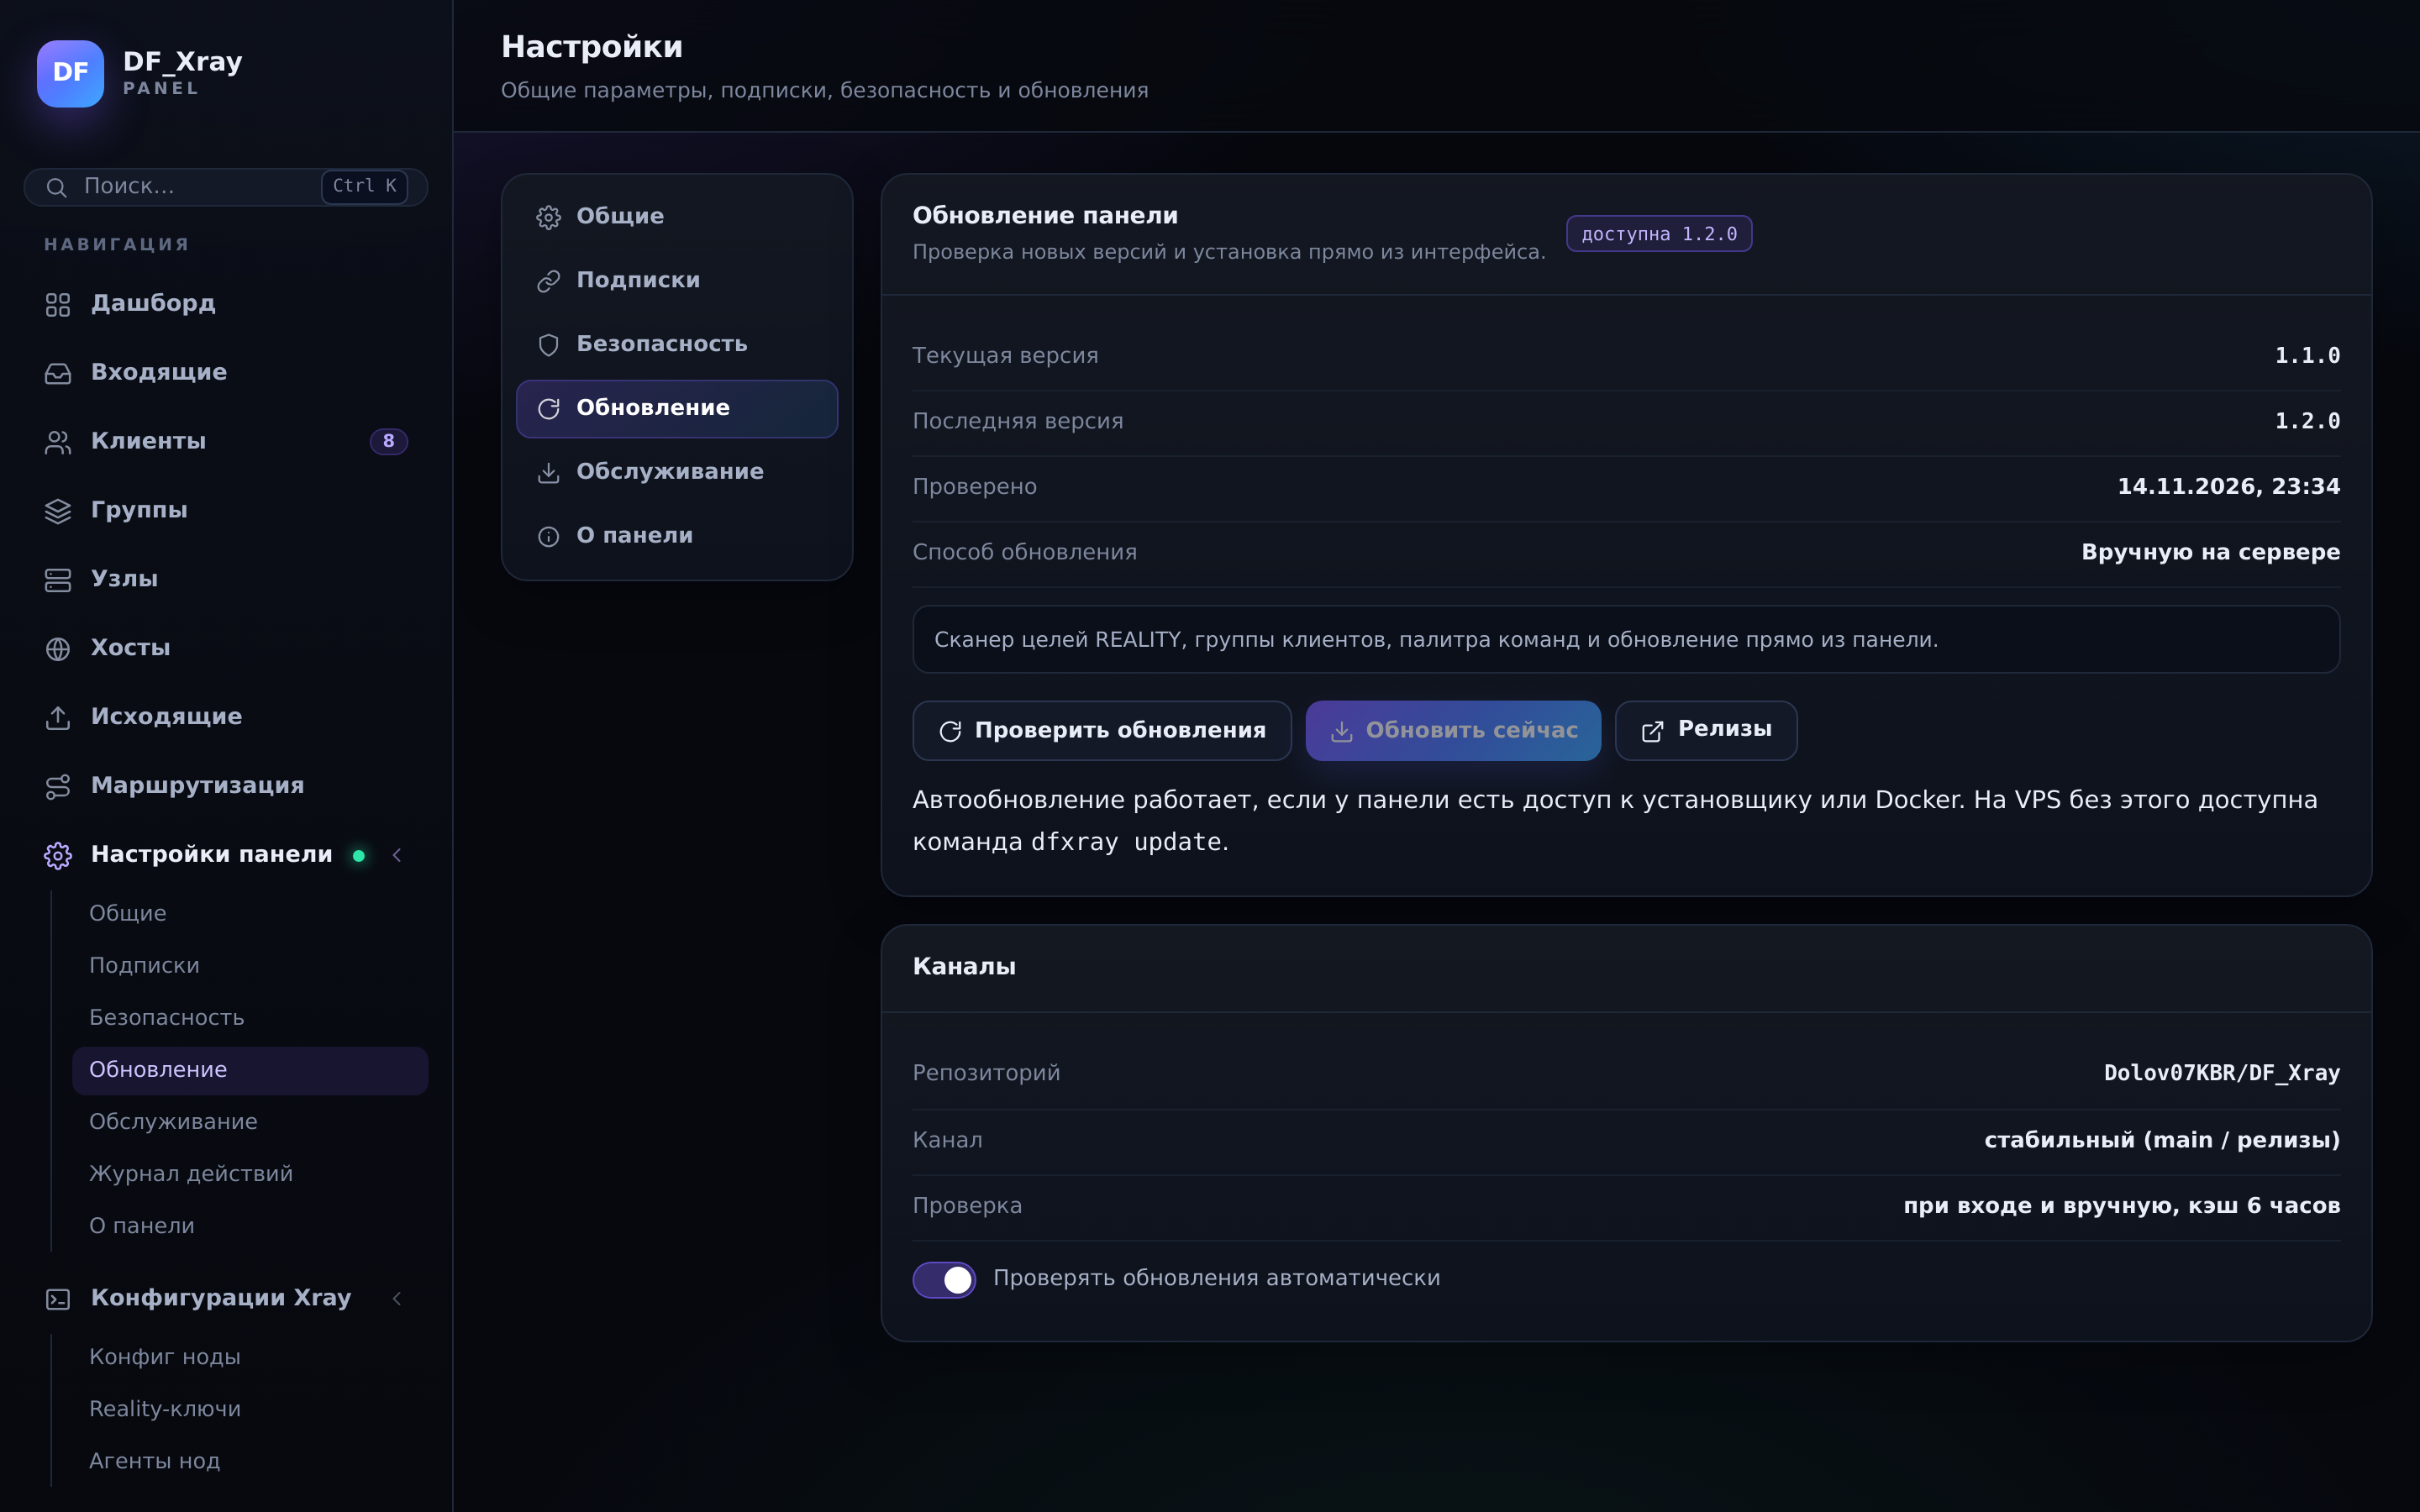 DF
DF_Xray
PANEL
Поиск...
Ctrl K
НАВИГАЦИЯ
Дашборд
Входящие
Клиенты
8
Группы
Узлы
Хосты
Исходящие
Маршрутизация
Настройки панели
Общие
Подписки
Безопасность
Обновление
Обслуживание
Журнал действий
О панели
Конфигурации Xray
Конфиг ноды
Reality-ключи
Агенты нод
Настройки
Общие параметры, подписки, безопасность и обновления
Общие
Подписки
Безопасность
Обновление
Обслуживание
О панели
Обновление панели
Проверка новых версий и установка прямо из интерфейса.
доступна 1.2.0
Текущая версия 1.1.0
Последняя версия 1.2.0
Проверено 14.11.2026, 23:34
Способ обновления Вручную на сервере
Сканер целей REALITY, группы клиентов, палитра команд и обновление прямо из панели.
Проверить обновления Обновить сейчас Релизы
Автообновление работает, если у панели есть доступ к установщику или Docker. На VPS без этого доступна
команда dfxray update.
Каналы
Репозиторий Dolov07KBR/DF_Xray
Канал стабильный (main / релизы)
Проверка при входе и вручную, кэш 6 часов
Проверять обновления автоматически